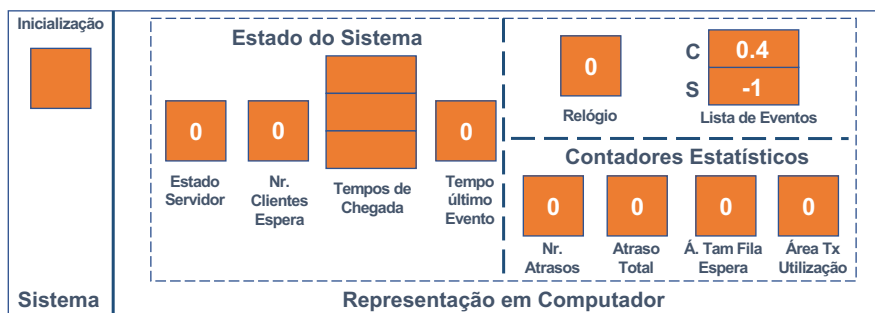 Inicialização
Estado do Sistema
0
Estado
Servidor
0
Nr.
Clientes
Espera
Tempos de
Chegada
0
Tempo
último
Evento
0
Relógio
C
0.4
S
-1
Lista de Eventos
Contadores Estatísticos
0
Nr.
Atrasos
0
Atraso
Total
0
Á. Tam Fila
Espera
0
Área Tx
Utilização
Sistema
Representação em Computador